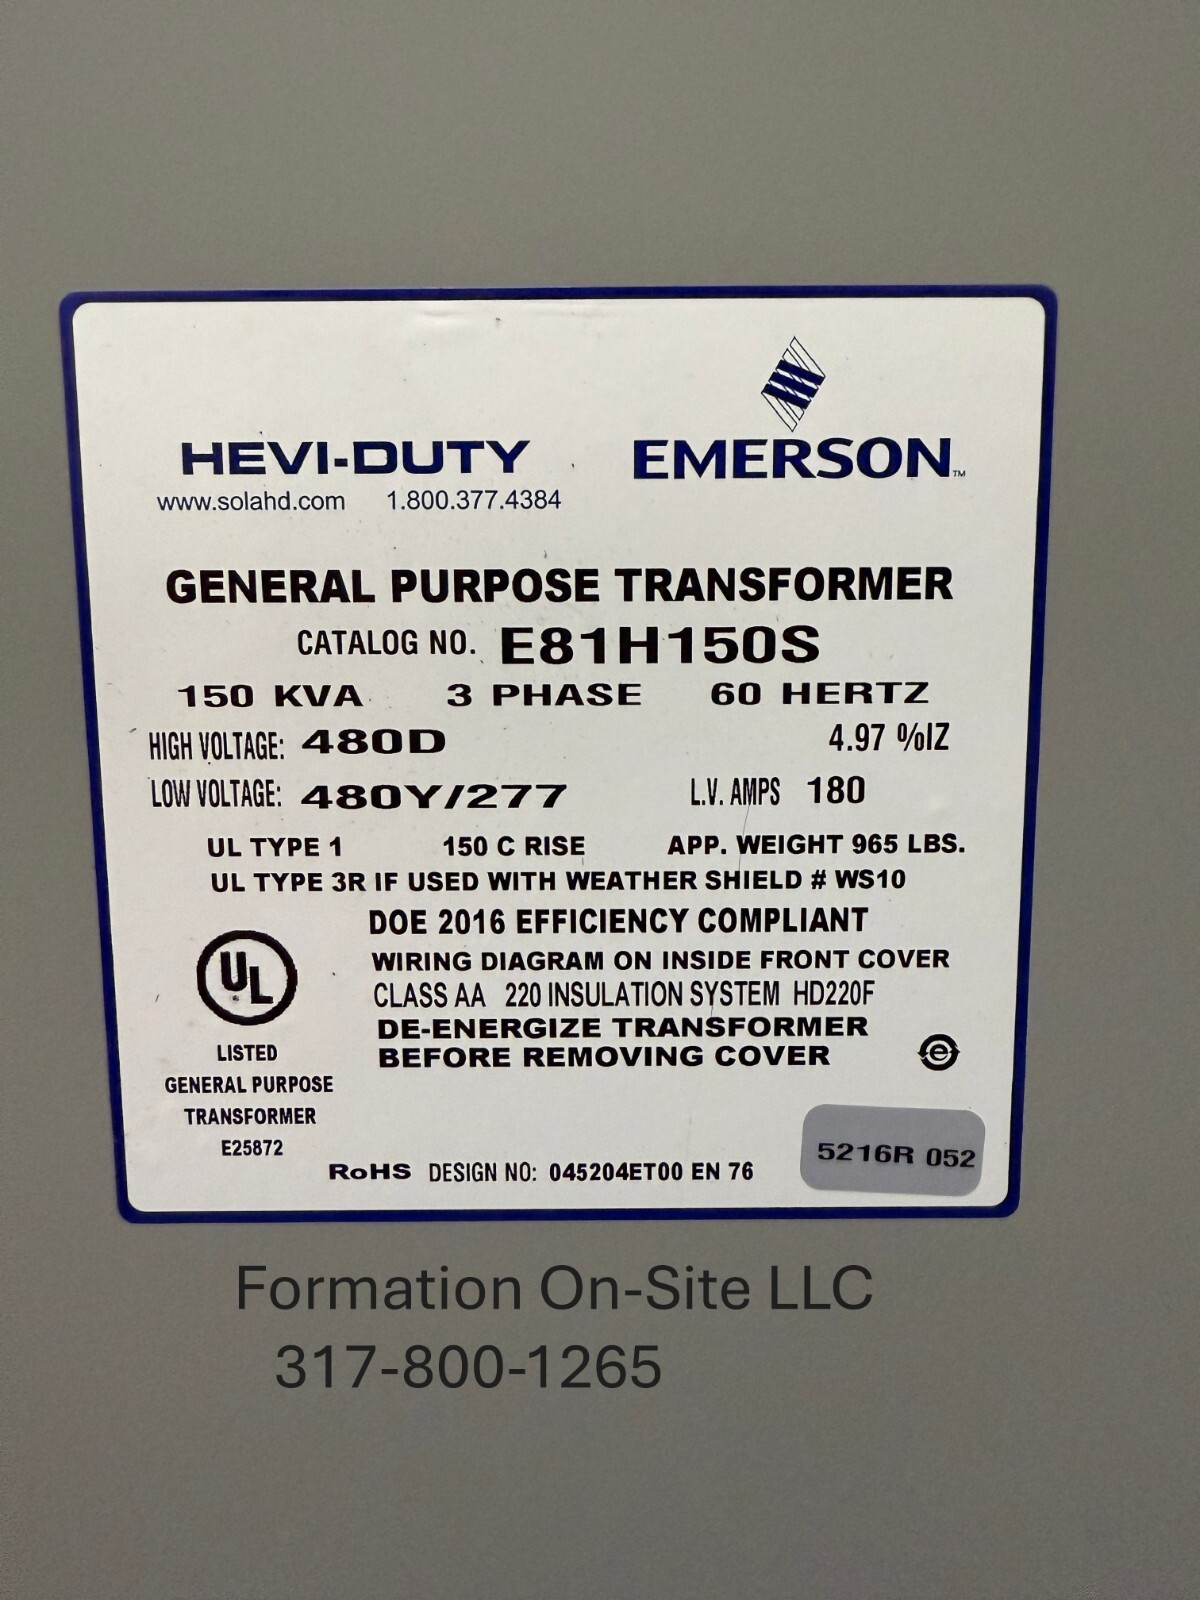 HEVI-DUTY
www.solahd.com 1.800.377.4384
EMERSON™
GENERAL PURPOSE TRANSFORMER
CATALOG NO. E81H150S
150 KVA 3 PHASE 60 HERTZ
HIGH VOLTAGE: 480D 4.97 %IZ
LOW VOLTAGE: 480Y/277 L.V. AMPS 180
UL TYPE 1 150 C RISE APP. WEIGHT 965 LBS.
UL TYPE 3R IF USED WITH WEATHER SHIELD # WS10
DOE 2016 EFFICIENCY COMPLIANT
WIRING DIAGRAM ON INSIDE FRONT COVER
CLASS AA 220 INSULATION SYSTEM HD220F
DE-ENERGIZE TRANSFORMER
BEFORE REMOVING COVER
e
UL
LISTED
GENERAL PURPOSE
TRANSFORMER
E25872
RoHS DESIGN NO: 045204ET00 EN 76
5216R 052
Formation On-Site LLC
317-800-1265